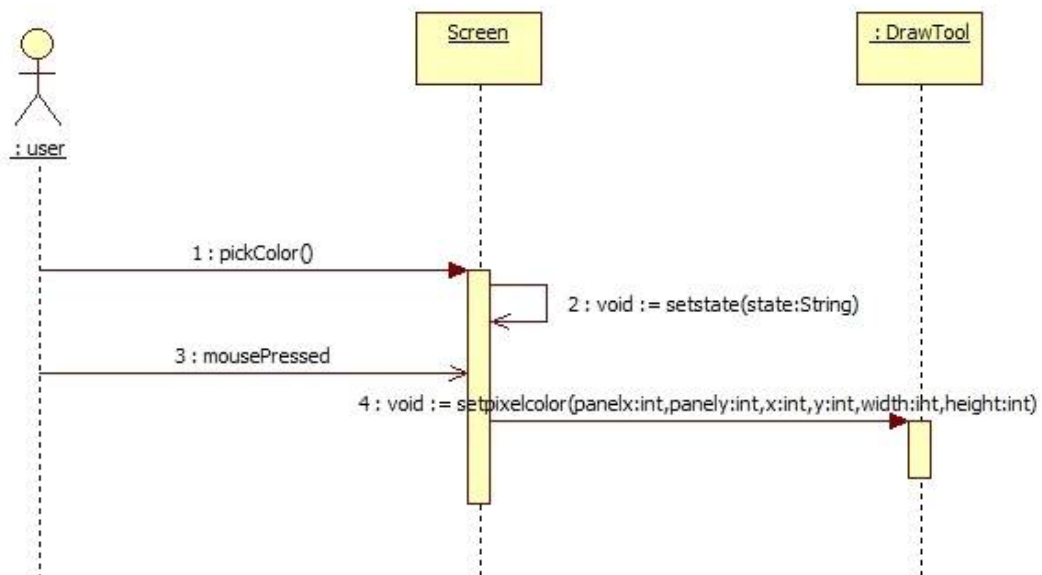 Screen
: DrawTool
: user
1 : pickColor()
2 : void := setstate(state:String)
3 : mousePressed
4 : void := setpixelcolor(panelx:int,panely:int,x:int,y:int,width:int,height:int)